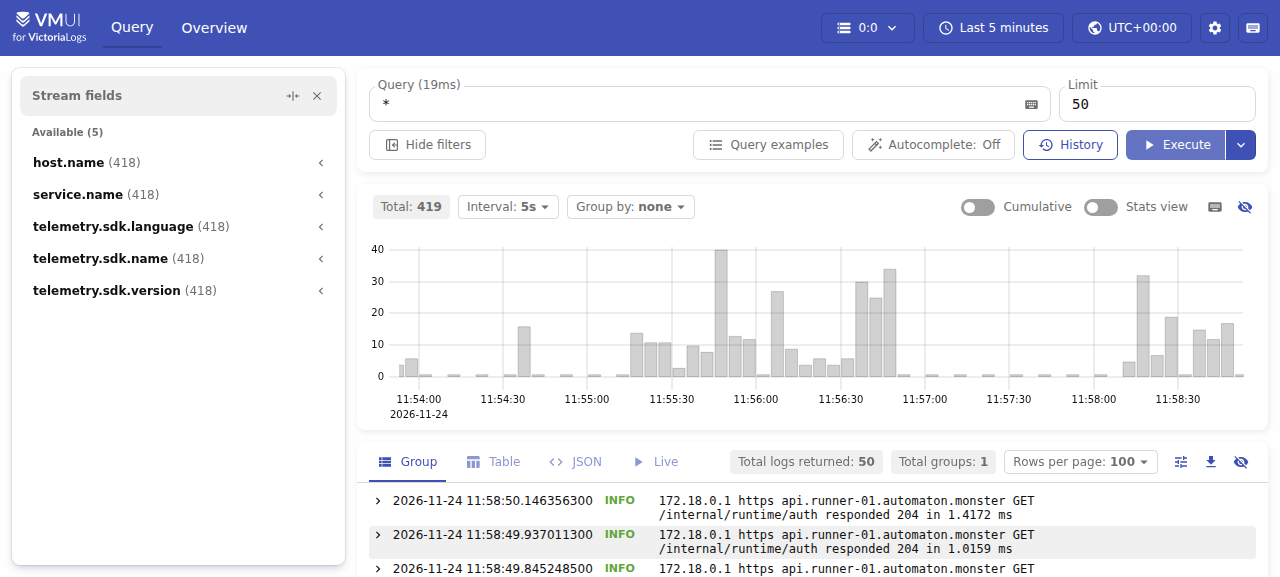 VMUI
for VictoriaLogs
Query
Overview
0:0
Last 5 minutes
UTC+00:00
Stream fields
Available (5)
host.name (418)
service.name (418)
telemetry.sdk.language (418)
telemetry.sdk.name (418)
telemetry.sdk.version (418)
Query (19ms)
*
Limit
50
Hide filters
Query examples
Autocomplete: Off
History
Execute
Total: 419
Interval: 5s
Group by: none
Cumulative
Stats view
40
30
20
10
0
11:54:00
11:54:30
11:55:00
11:55:30
11:56:00
11:56:30
11:57:00
11:57:30
11:58:00
11:58:30
2026-11-24
Group
Table
JSON
Live
Total logs returned: 50
Total groups: 1
Rows per page: 100
2026-11-24 11:58:50.146356300 INFO 172.18.0.1 https api.runner-01.automaton.monster GET
/internal/runtime/auth responded 204 in 1.4172 ms
2026-11-24 11:58:49.937011300 INFO 172.18.0.1 https api.runner-01.automaton.monster GET
/internal/runtime/auth responded 204 in 1.0159 ms
2026-11-24 11:58:49.845248500 INFO 172.18.0.1 https api.runner-01.automaton.monster GET